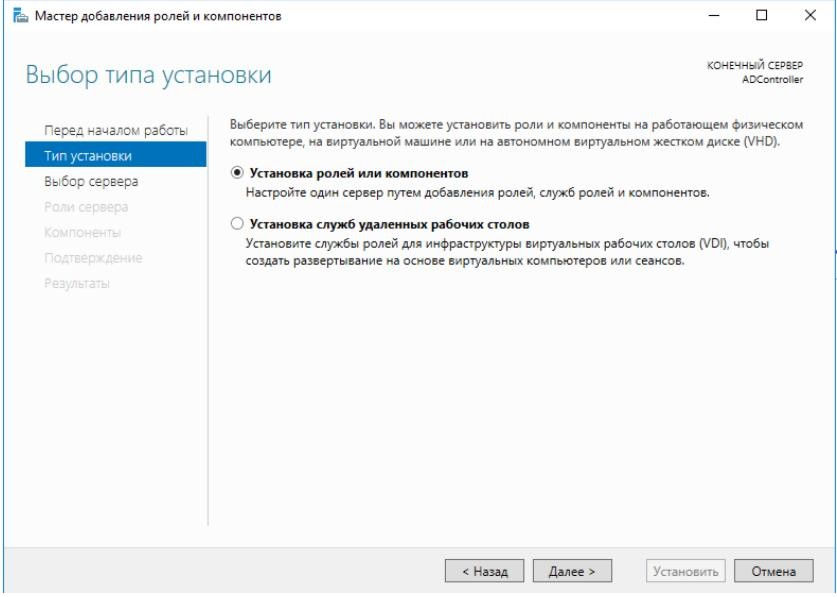 Мастер добавления ролей и компонентов
Выбор типа установки
КОНЕЧНЫЙ СЕРВЕР
ADController
Перед началом работы
Тип установки
Выбор сервера
Роли сервера
Компоненты
Подтверждение
Результаты
Выберите тип установки. Вы можете установить роли и компоненты на работающем физическом
компьютере, на виртуальной машине или на автономном виртуальном жестком диске (VHD).
Установка ролей или компонентов
Настройте один сервер путем добавления ролей, служб ролей и компонентов.
Установка служб удаленных рабочих столов
Установите службы ролей для инфраструктуры виртуальных рабочих столов (VDI), чтобы
создать развертывание на основе виртуальных компьютеров или сеансов.
< Назад
Далее >
Установить
Отмена